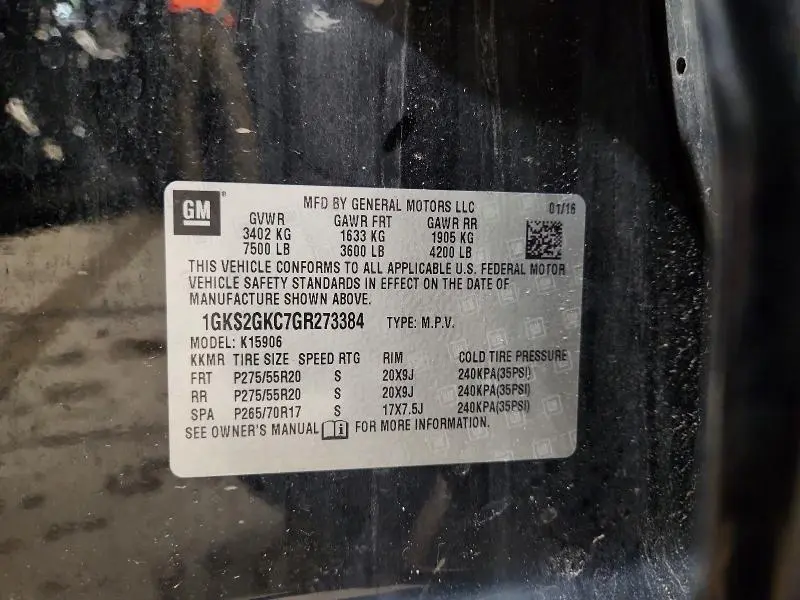 GM
MFD BY GENERAL MOTORS LLC 01/16
GVWR GAWR FRT GAWR RR
3402 KG 1633 KG 1905 KG
7500 LB 3600 LB 4200 LB
THIS VEHICLE CONFORMS TO ALL APPLICABLE U.S. FEDERAL MOTOR
VEHICLE SAFETY STANDARDS IN EFFECT ON THE DATE OF
MANUFACTURE SHOWN ABOVE.
1GKS2GKC7GR273384 TYPE: M.P.V.
MODEL: K15906
KKMR TIRE SIZE SPEED RTG RIM COLD TIRE PRESSURE
FRT P275/55R20 S 20X9J 240KPA(35PSI)
RR P275/55R20 S 20X9J 240KPA(35PSI)
SPA P265/70R17 S 17X7.5J 240KPA(35PSI)
SEE OWNER'S MANUAL i FOR MORE INFORMATION.